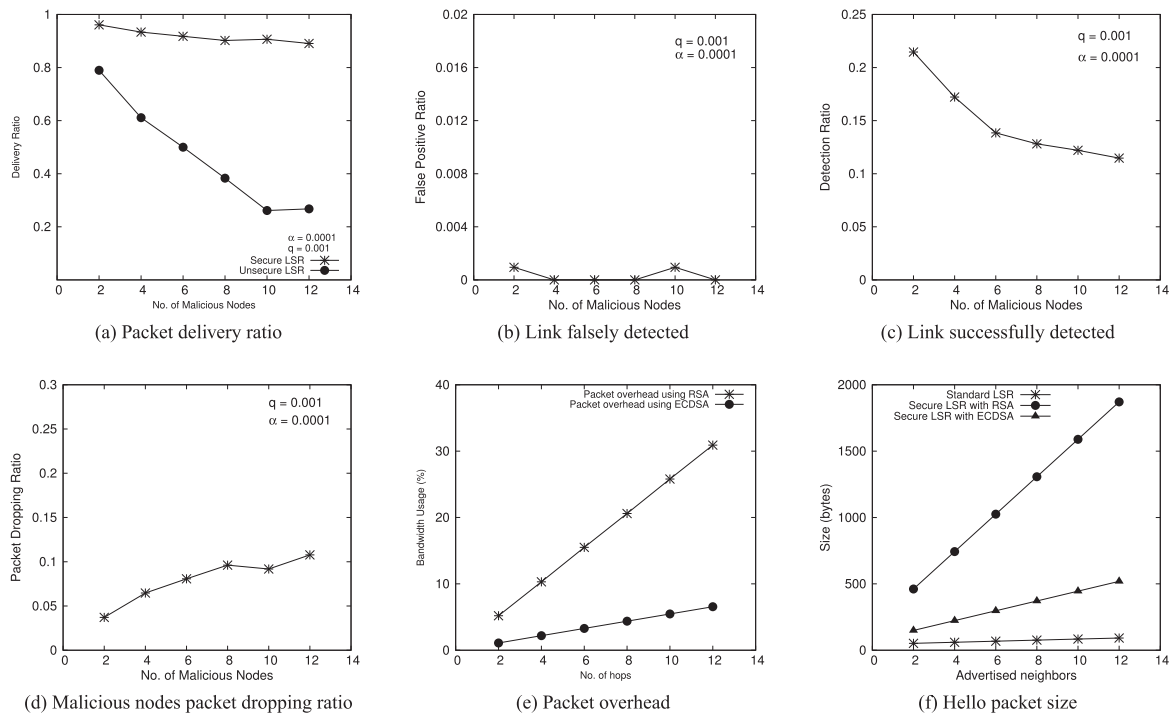 1
0.8
0.6
0.4
0.2
0 2 4 6 8 10 12 14
Delivery Ratio
No. of Malicious Nodes
α = 0.0001
q = 0.001
Secure LSR
Unsecure LSR
(a) Packet delivery ratio
0.02
0.016
0.012
0.008
0.004
0
0 2 4 6 8 10 12 14
False Positive Ratio
No. of Malicious Nodes
q = 0.001
α = 0.0001
(b) Link falsely detected
0.25
0.2
0.15
0.1
0.05
0
0 2 4 6 8 10 12 14
Detection Ratio
No. of Malicious Nodes
q = 0.001
α = 0.0001
(c) Link successfully detected
0.3
0.25
0.2
0.15
0.1
0.05
0
0 2 4 6 8 10 12 14
Packet Dropping Ratio
No. of Malicious Nodes
q = 0.001
α = 0.0001
(d) Malicious nodes packet dropping ratio
40
30
20
10
0
0 2 4 6 8 10 12 14
Bandwidth Usage (%)
No. of hops
Packet overhead using RSA
Packet overhead using ECDSA
(e) Packet overhead
2000
1500
1000
500
0
0 2 4 6 8 10 12 14
Size (bytes)
Advertised neighbors
Standard LSR
Secure LSR with RSA
Secure LSR with ECDSA
(f) Hello packet size